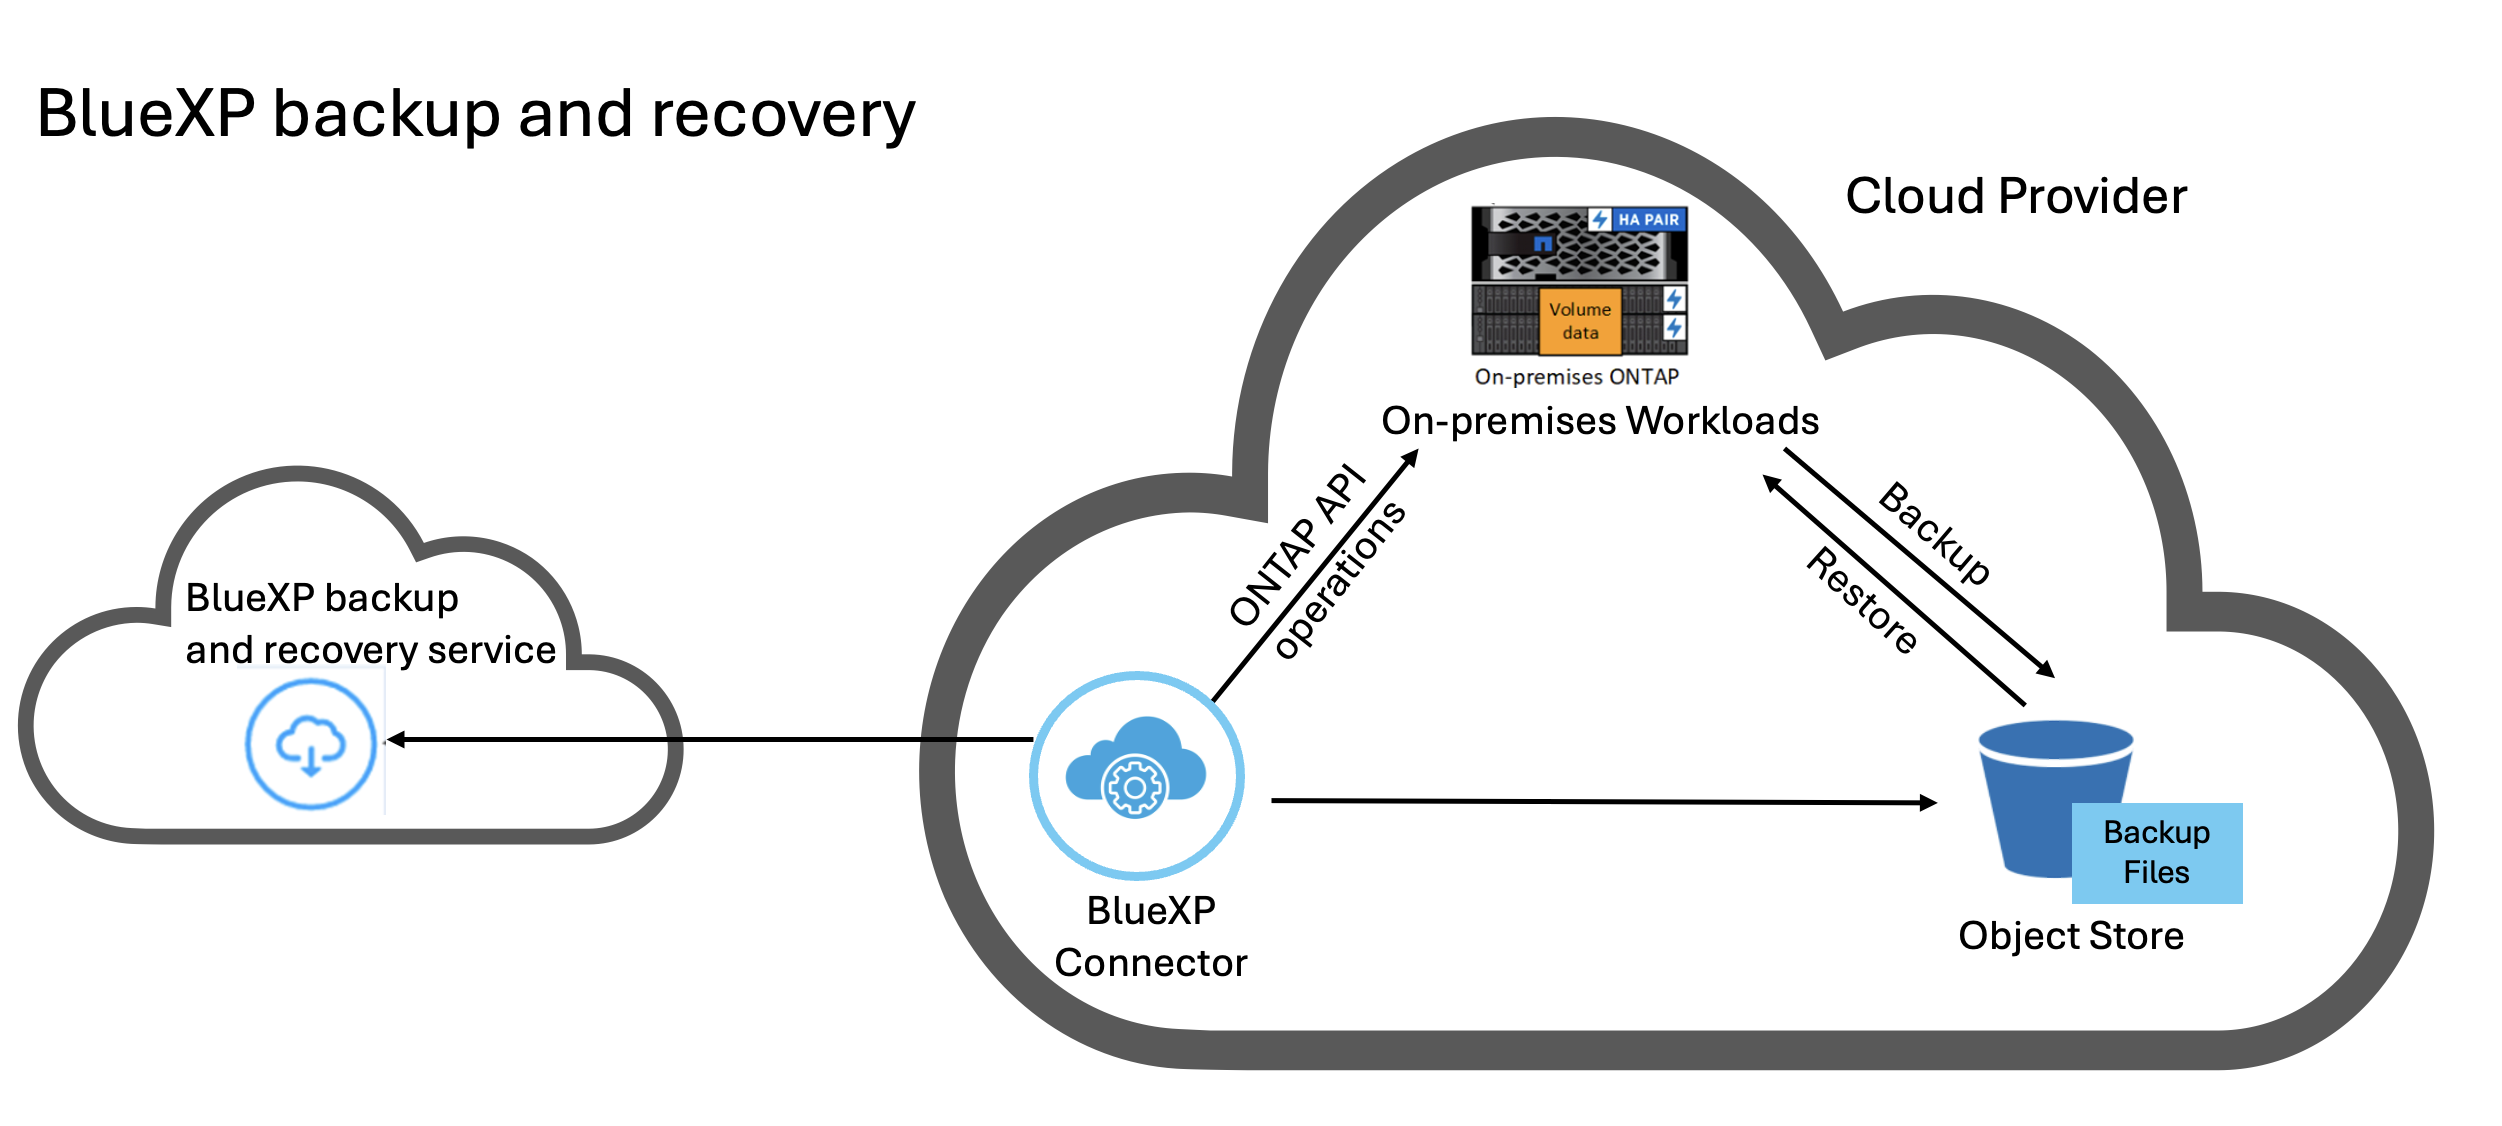 BlueXP backup and recovery
Cloud Provider
HA PAIR
Volume
data
On-premises ONTAP
On-premises Workloads
ONTAP API
operations
Backup
Restore
BlueXP backup
and recovery service
BlueXP
Connector
Backup
Files
Object Store